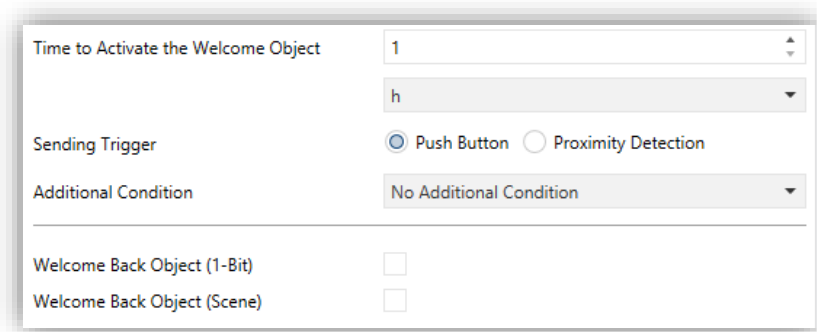 Time to Activate the Welcome Object 1
h
Sending Trigger Push Button Proximity Detection
Additional Condition No Additional Condition
Welcome Back Object (1-Bit)
Welcome Back Object (Scene)